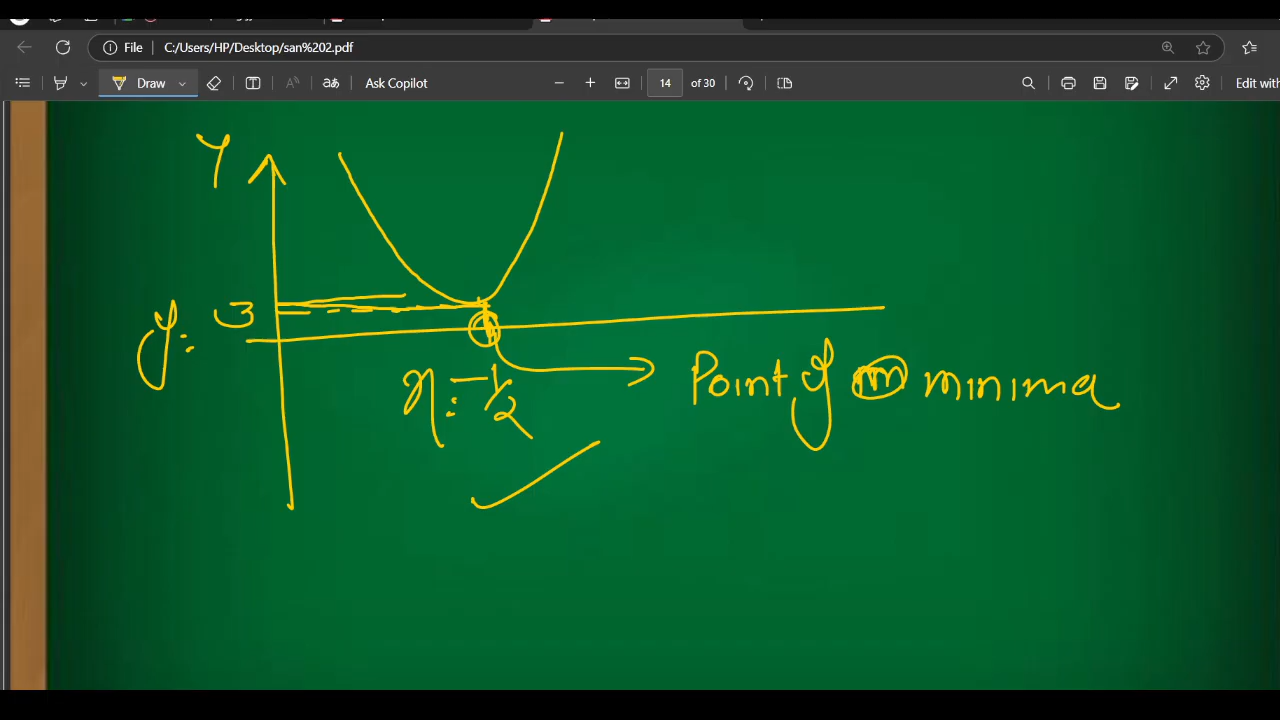 File | C:/Users/HP/Desktop/san%202.pdf
Draw
Ask Copilot
14 of 30
Edit with
Y
y = 3
x = -1/2
Point of m minima